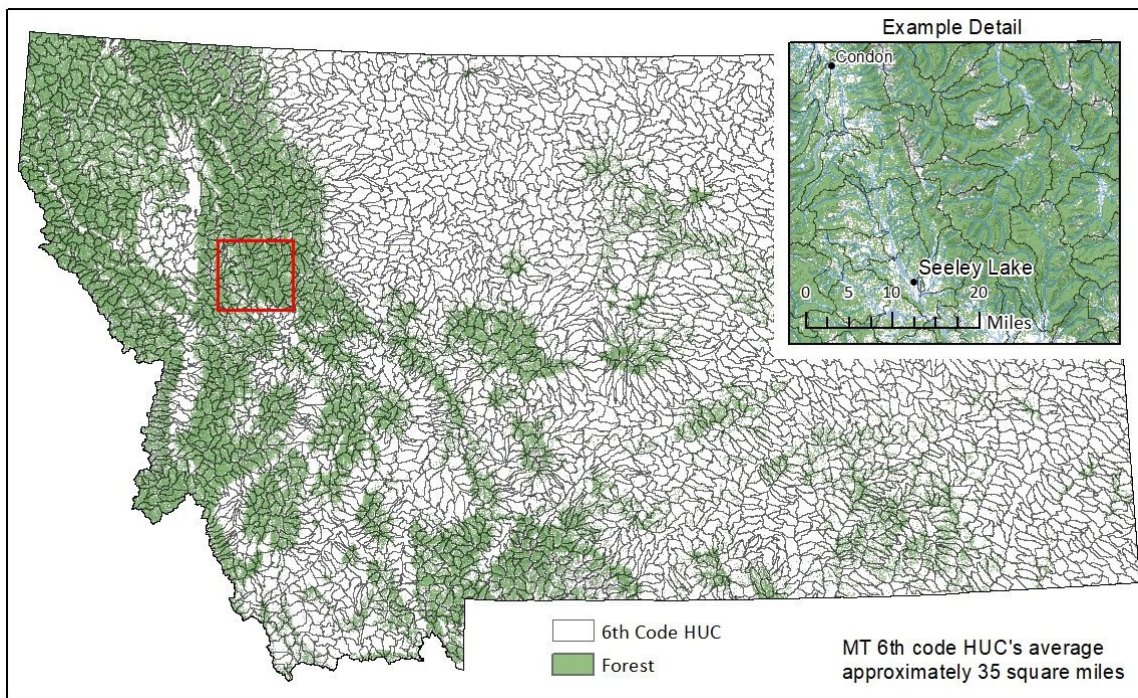 Example Detail
Condon
Seeley Lake
0 5 10 20
Miles
6th Code HUC
Forest
MT 6th code HUC's average
approximately 35 square miles